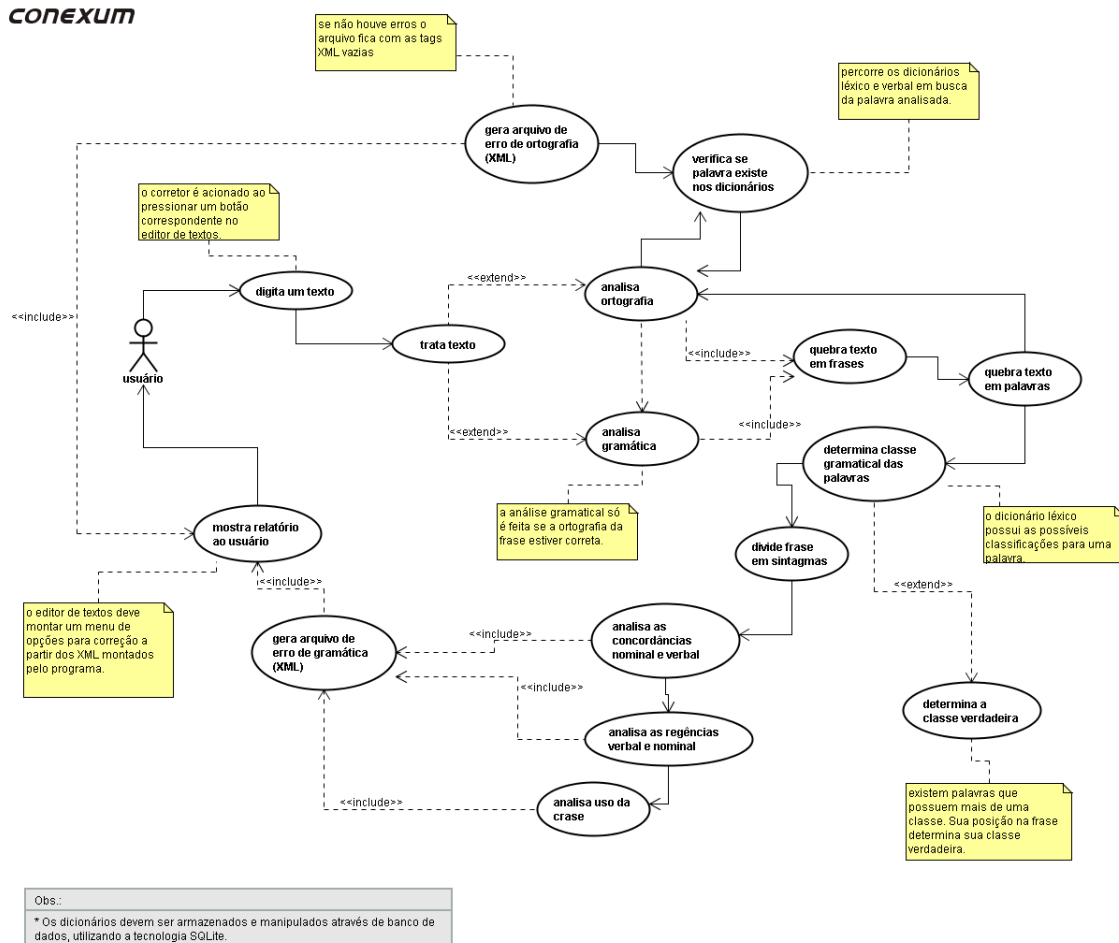 conexum
se não houve erros o
arquivo fica com as tags
XML vazias
percorre os dicionários
léxico e verbal em busca
da palavra analisada.
gera arquivo de
erro de ortografia
(XML)
verifica se
palavra existe
nos dicionários
o corretor é acionado ao
pressionar um botão
correspondente no
editor de textos.
digita um texto
<<extend>>
analisa
ortografia
<<include>>
usuário
trata texto
<<include>>
quebra texto
em frases
quebra texto
em palavras
<<extend>>
analisa
gramática
<<include>>
determina classe
gramatical das
palavras
a análise gramatical só
é feita se a ortografia da
frase estiver correta.
o dicionário léxico
possui as possíveis
classificações para uma
palavra.
mostra relatório
ao usuário
divide frase
em sintagmas
<<include>>
<<extend>>
o editor de textos deve
montar um menu de
opções para correção a
partir dos XML montados
pelo programa.
gera arquivo de
erro de gramática
(XML)
<<include>>
analisa as
concordâncias
nominal e verbal
<<include>>
determina a
classe verdadeira
analisa as regências
verbal e nominal
<<include>>
analisa uso da
crase
existem palavras que
possuem mais de uma
classe. Sua posição na frase
determina sua classe
verdadeira.
Obs.:
* Os dicionários devem ser armazenados e manipulados através de banco de
dados, utilizando a tecnologia SQLite.